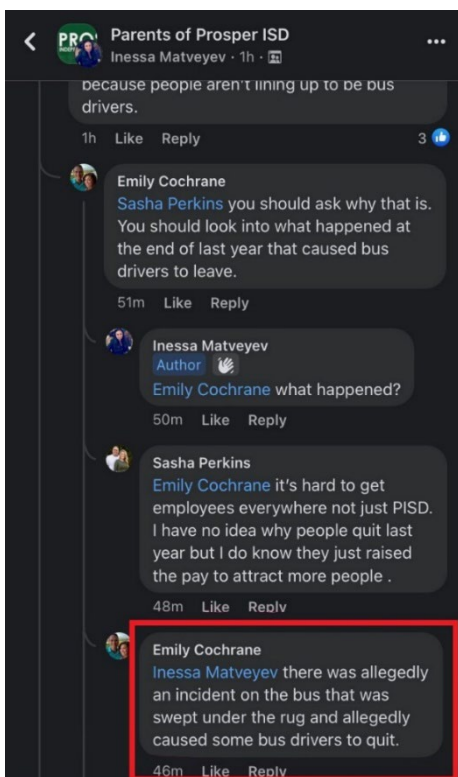 PRO
Parents of Prosper ISD
Inessa Matveyev · 1h ·
because people aren't lining up to be bus
drivers.
1h Like Reply 3
Emily Cochrane
Sasha Perkins you should ask why that is.
You should look into what happened at
the end of last year that caused bus
drivers to leave.
51m Like Reply
Inessa Matveyev
Author
Emily Cochrane what happened?
50m Like Reply
Sasha Perkins
Emily Cochrane it's hard to get
employees everywhere not just PISD.
I have no idea why people quit last
year but I do know they just raised
the pay to attract more people .
48m Like Reply
Emily Cochrane
Inessa Matveyev there was allegedly
an incident on the bus that was
swept under the rug and allegedly
caused some bus drivers to quit.
46m Like Reply